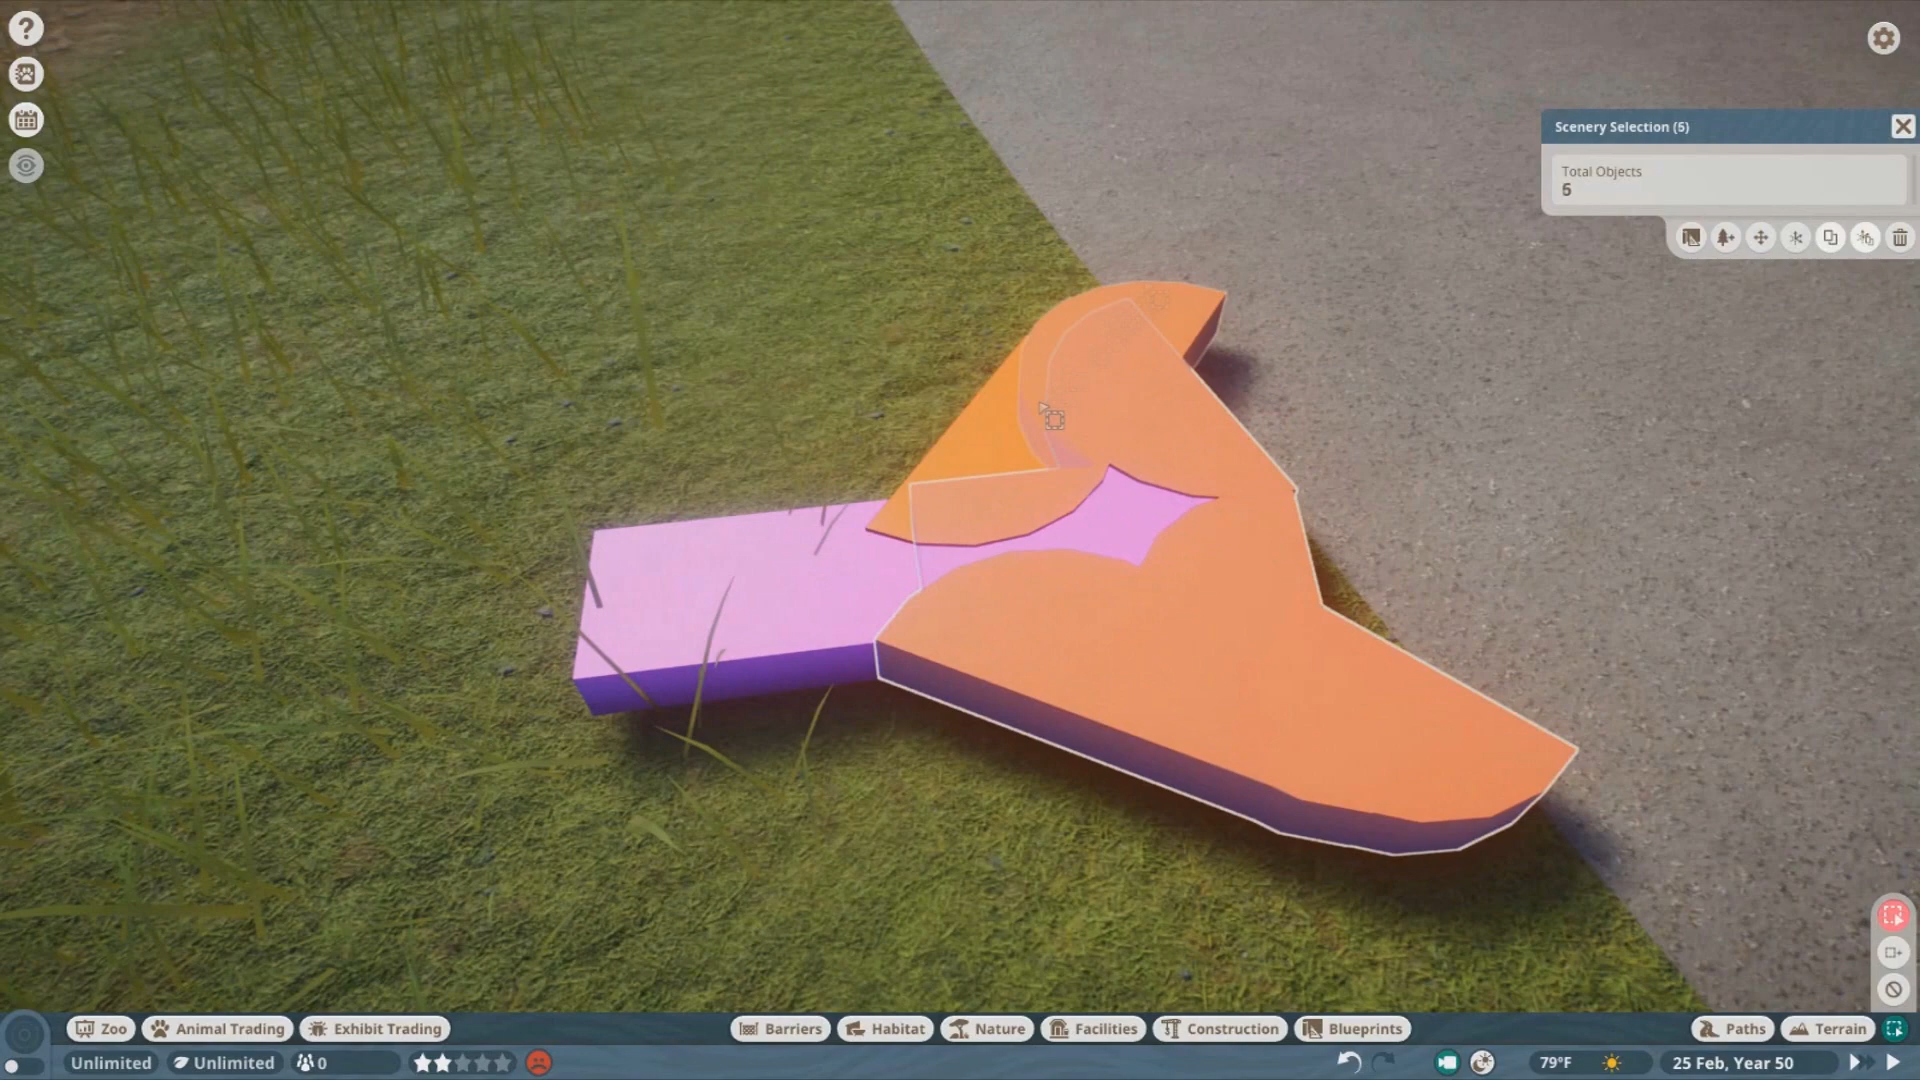 ?
Scenery Selection (5)
Total Objects
5
Zoo
Animal Trading
Exhibit Trading
Barriers
Habitat
Nature
Facilities
Construction
Blueprints
Paths
Terrain
Unlimited
Unlimited
0
79°F
25 Feb, Year 50